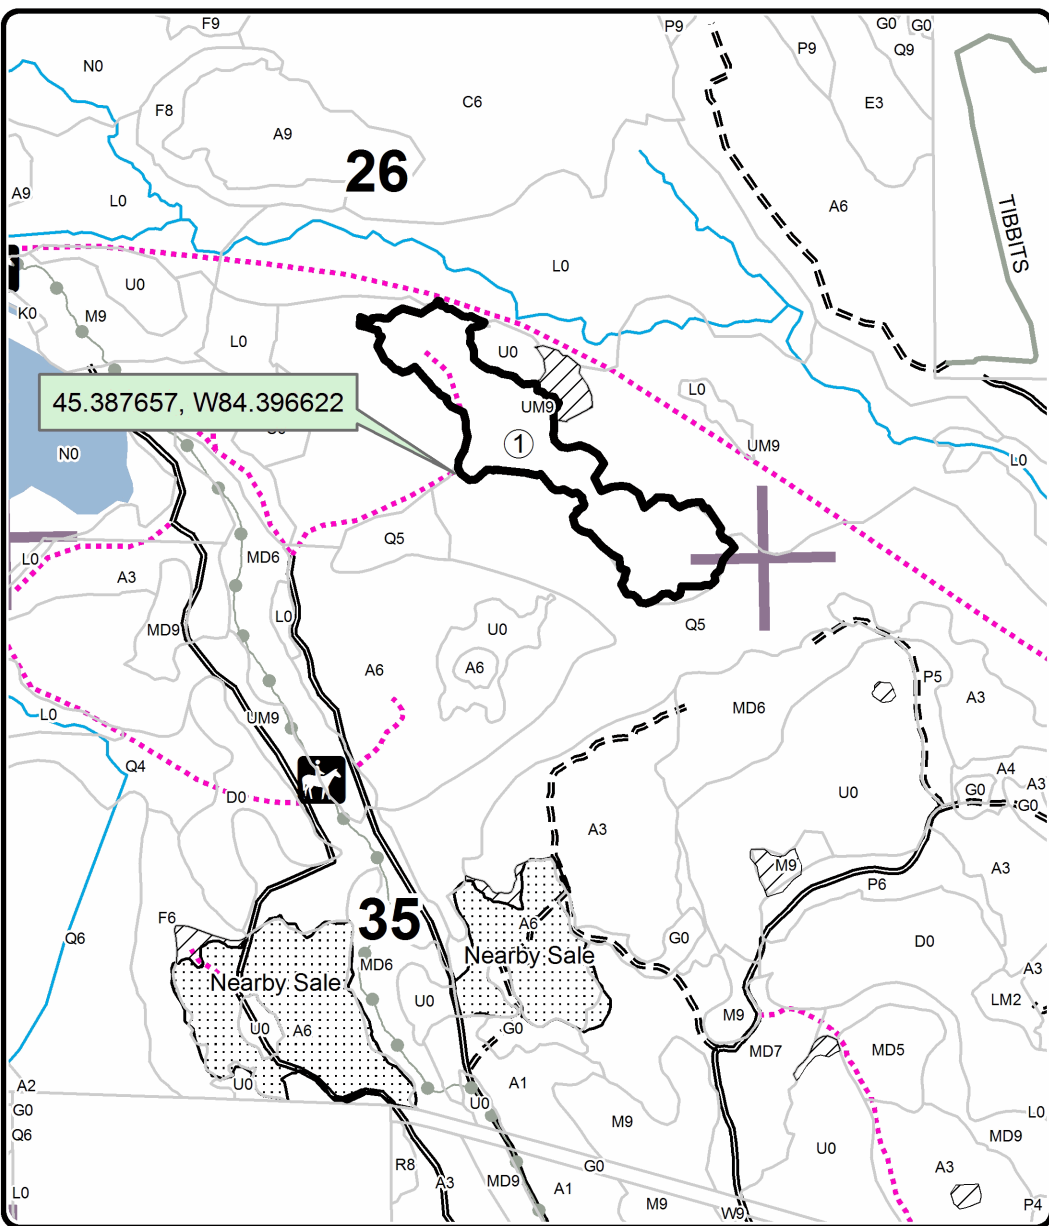 F9
P9
G0
G0
P9
Q9
N0
F8
C6
E3
A9
26
A9
L0
A6
TIBBITS
L0
U0
K0
M9
L0
U0
45.387657, W84.396622
L0
UM9
1
UM9
N0
L0
Q5
MD6
L0
A3
L0
MD9
U0
Q5
A6
A6
P5
A3
MD6
L0
UM9
Q4
A4
D0
U0
G0
A3
G0
A3
M9
A3
P6
35
F6
A6
Q6
G0
D0
Nearby Sale
MD6
A3
Nearby Sale
U0
LM2
M9
U0
A6
G0
MD7
MD5
U0
A1
A2
U0
G0
L0
M9
Q6
MD9
U0
R8
G0
A3
MD9
A1
L0
A3
M9
P4
W9